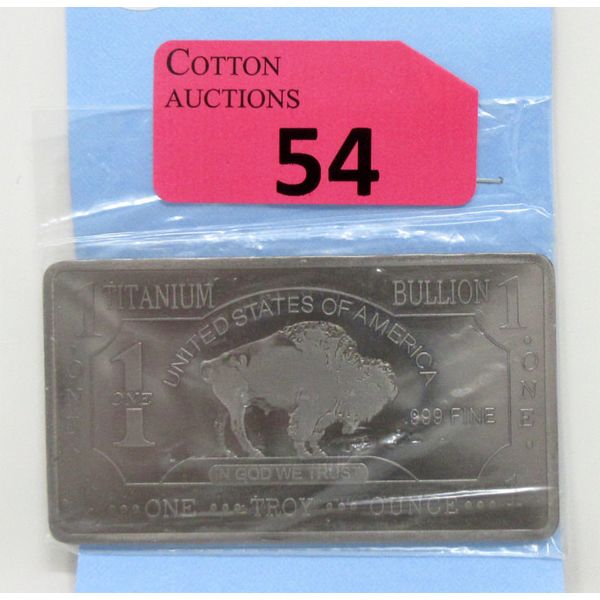 COTTON
AUCTIONS
54
1 TITANIUM BULLION 1
UNITED STATES OF AMERICA
1
ONE
ONE
·ONE·
.999 FINE
IN GOD WE TRUST
ONE TROY OUNCE